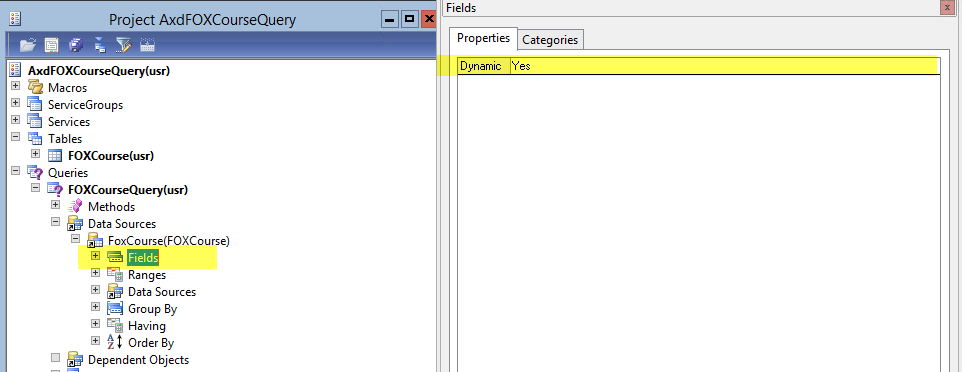 Project AxdFOXCourseQuery
AxdFOXCourseQuery(usr)
Macros
ServiceGroups
Services
Tables
FOXCourse(usr)
Queries
FOXCourseQuery(usr)
Methods
Data Sources
FoxCourse(FOXCourse)
Fields
Ranges
Data Sources
Group By
Having
Order By
Dependent Objects
Fields
Properties Categories
Dynamic Yes